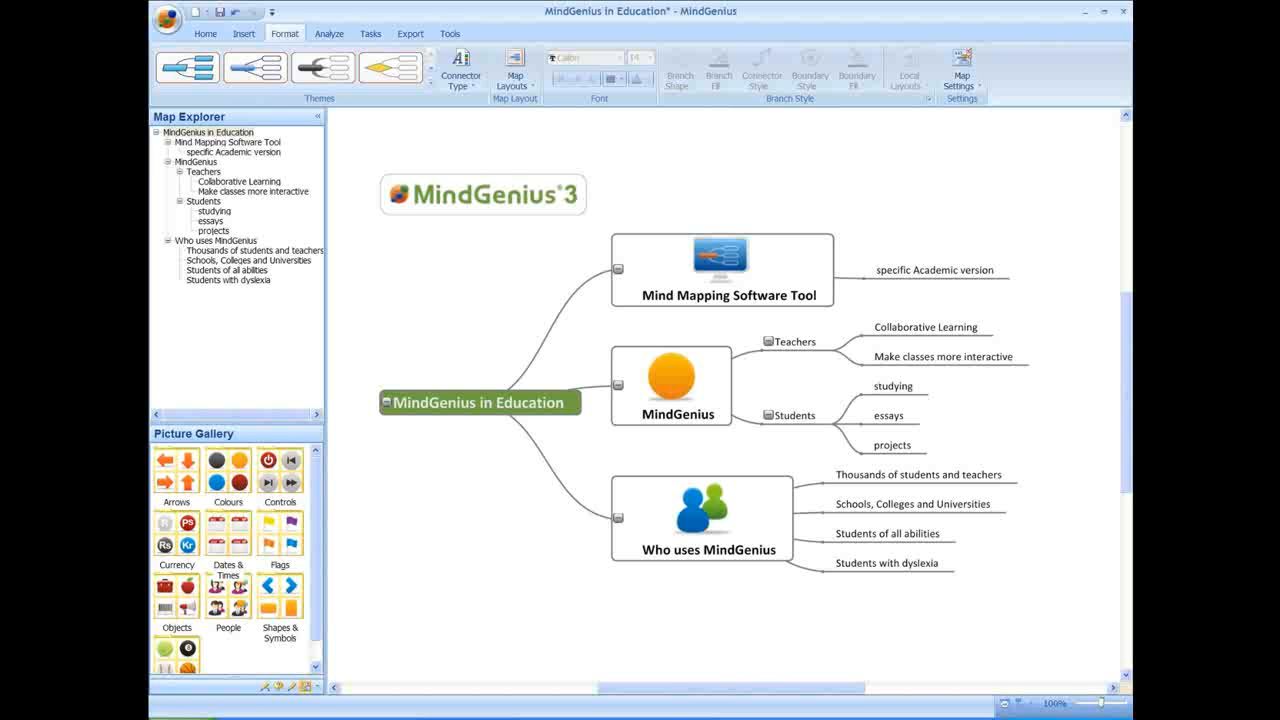 MindGenius in Education* - MindGenius
Home Insert Format Analyze Tasks Export Tools
Calibri 14
Connector Type
Map Layouts
Branch Shape
Branch Fill
Connector Style
Boundary Style
Boundary Fill
Local Layouts
Map Settings
Themes Map Layout Font Branch Style Settings
Map Explorer
MindGenius in Education
Mind Mapping Software Tool
specific Academic version
MindGenius
Teachers
Collaborative Learning
Make classes more interactive
Students
studying
essays
projects
Who uses MindGenius
Thousands of students and teachers
Schools, Colleges and Universities
Students of all abilities
Students with dyslexia
Picture Gallery
Arrows Colours Controls
R PS
Rs Kr
Currency Dates & Times Flags
Objects People Shapes & Symbols
8
MindGenius®3
Mind Mapping Software Tool
specific Academic version
MindGenius in Education
MindGenius
Teachers
Collaborative Learning
Make classes more interactive
Students
studying
essays
projects
Who uses MindGenius
Thousands of students and teachers
Schools, Colleges and Universities
Students of all abilities
Students with dyslexia
100%